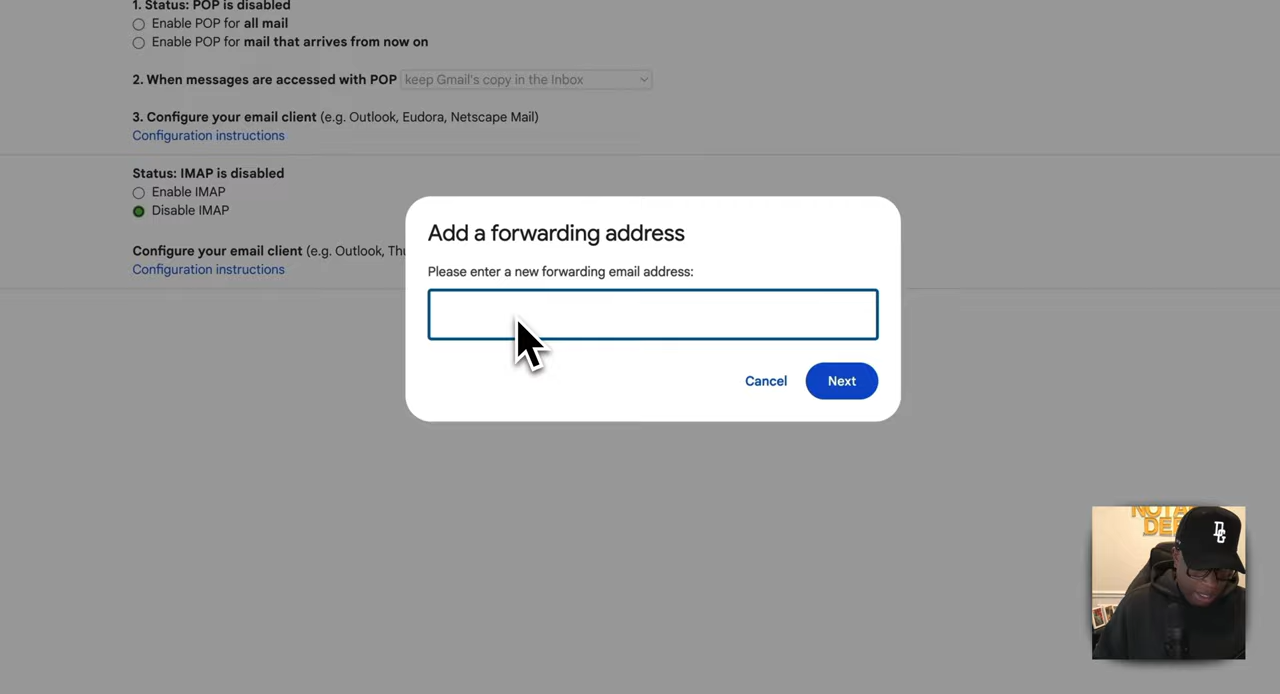 1. Status: POP is disabled
Enable POP for all mail
Enable POP for mail that arrives from now on
2. When messages are accessed with POP keep Gmail's copy in the Inbox
3. Configure your email client (e.g. Outlook, Eudora, Netscape Mail)
Configuration instructions
Status: IMAP is disabled
Enable IMAP
Disable IMAP
Configure your email client (e.g. Outlook,
Configuration instructions
Add a forwarding address
Please enter a new forwarding email address:
Cancel
Next